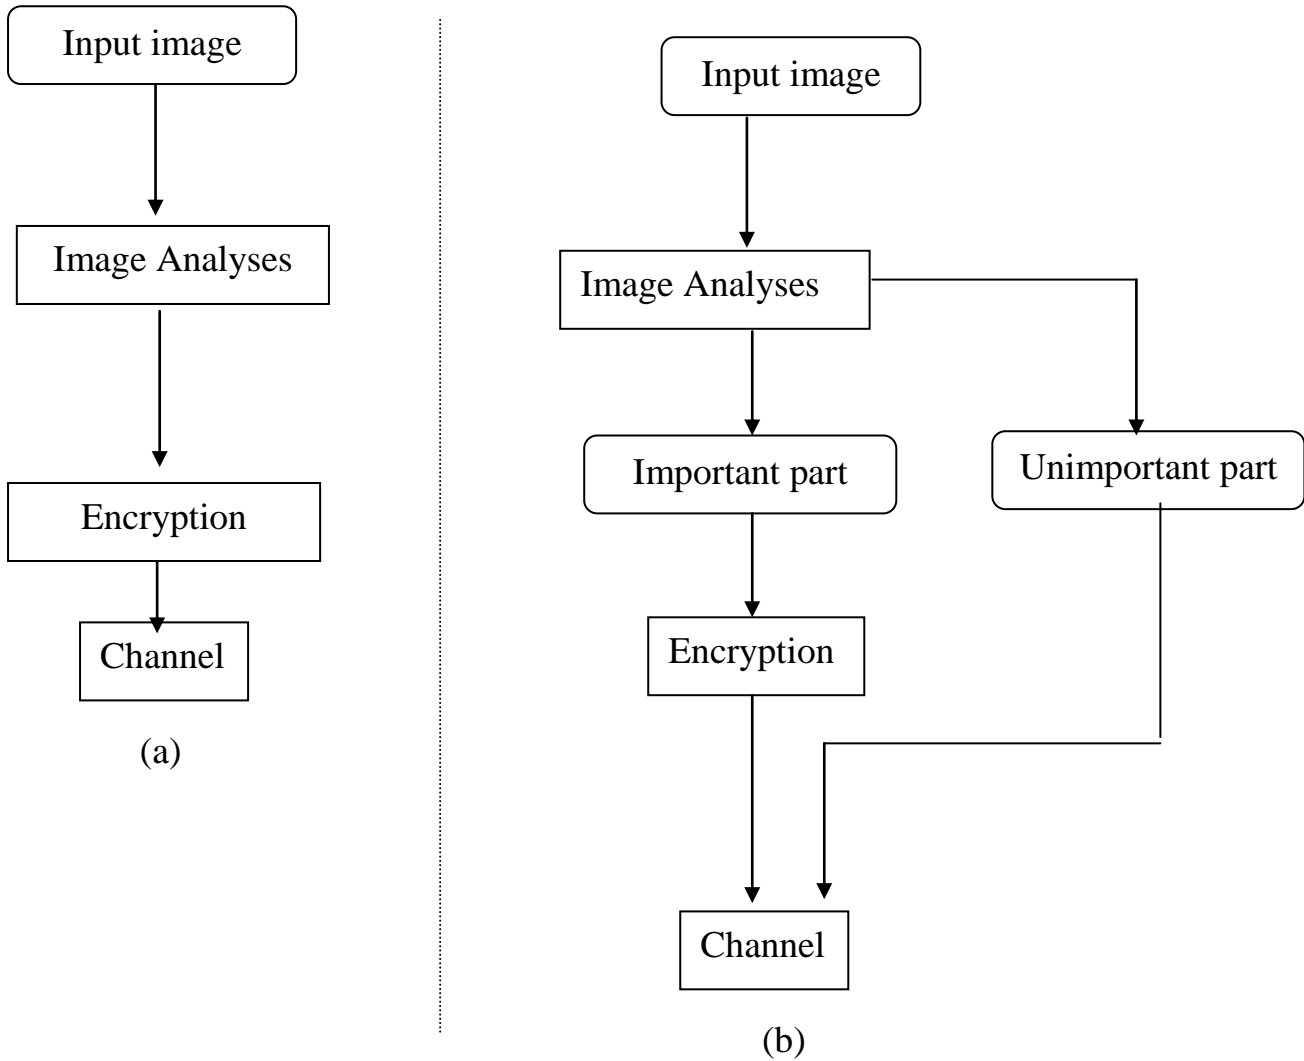 Input image
Image Analyses
Encryption
Channel
(a)
Input image
Image Analyses
Important part
Unimportant part
Encryption
Channel
(b)